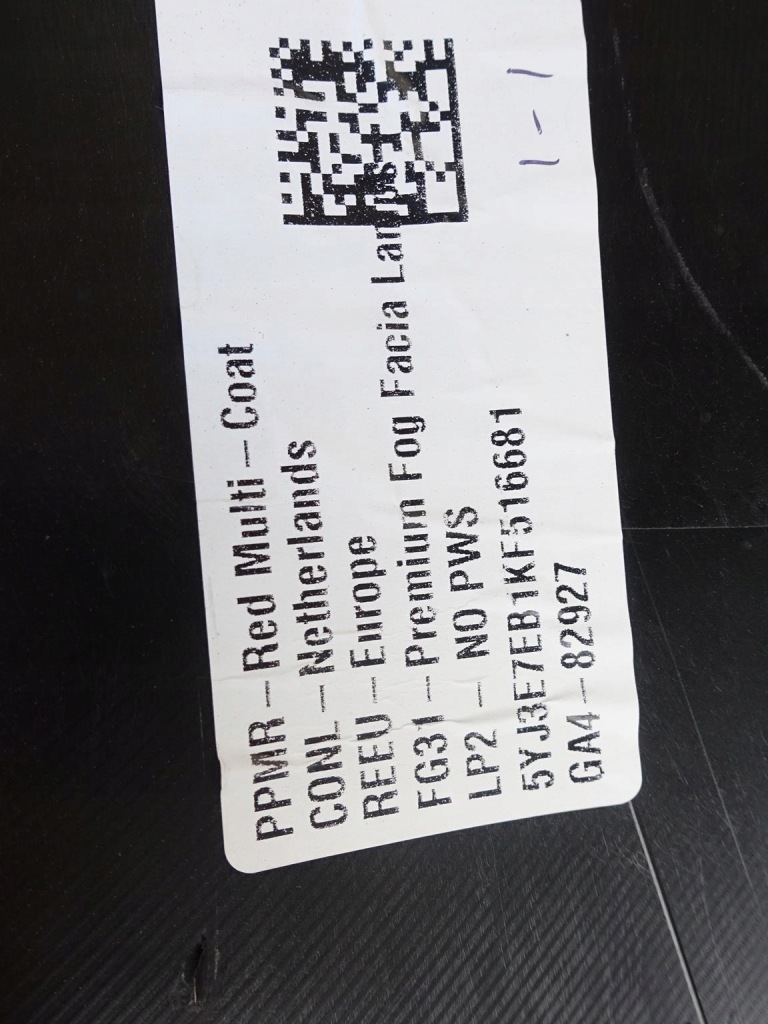 PPMR - Red Multi - Coat
CONL - Netherlands
REEU - Europe
FG31 - Premium Fog Facia Lamps
LP2 - NO PWS
5YJ3E7EB1KF516681
GA4 - 82927
1-1